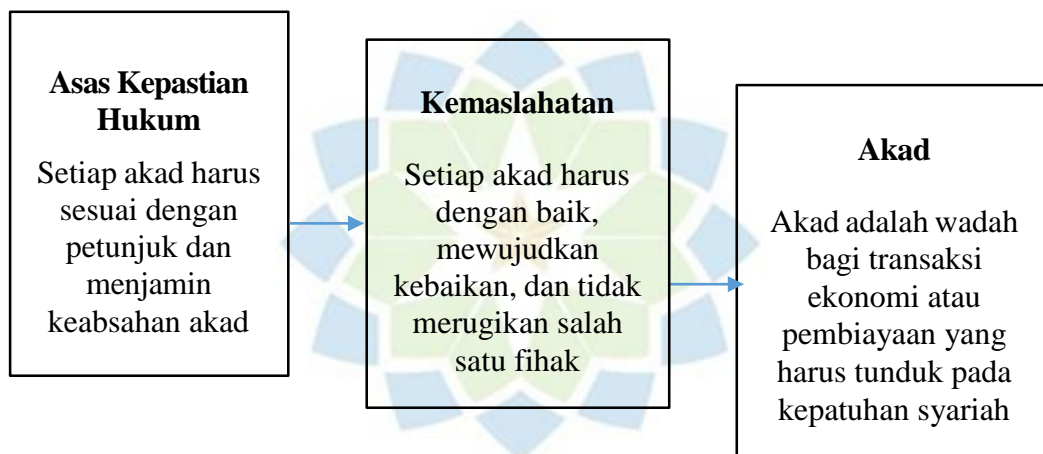 Asas Kepastian
Hukum
Setiap akad harus
sesuai dengan
petunjuk dan
menjamin
keabsahan akad
Kemaslahatan
Setiap akad harus
dengan baik,
mewujudkan
kebaikan, dan tidak
merugikan salah
satu fihak
Akad
Akad adalah wadah
bagi transaksi
ekonomi atau
pembiayaan yang
harus tunduk pada
kepatuhan syariah